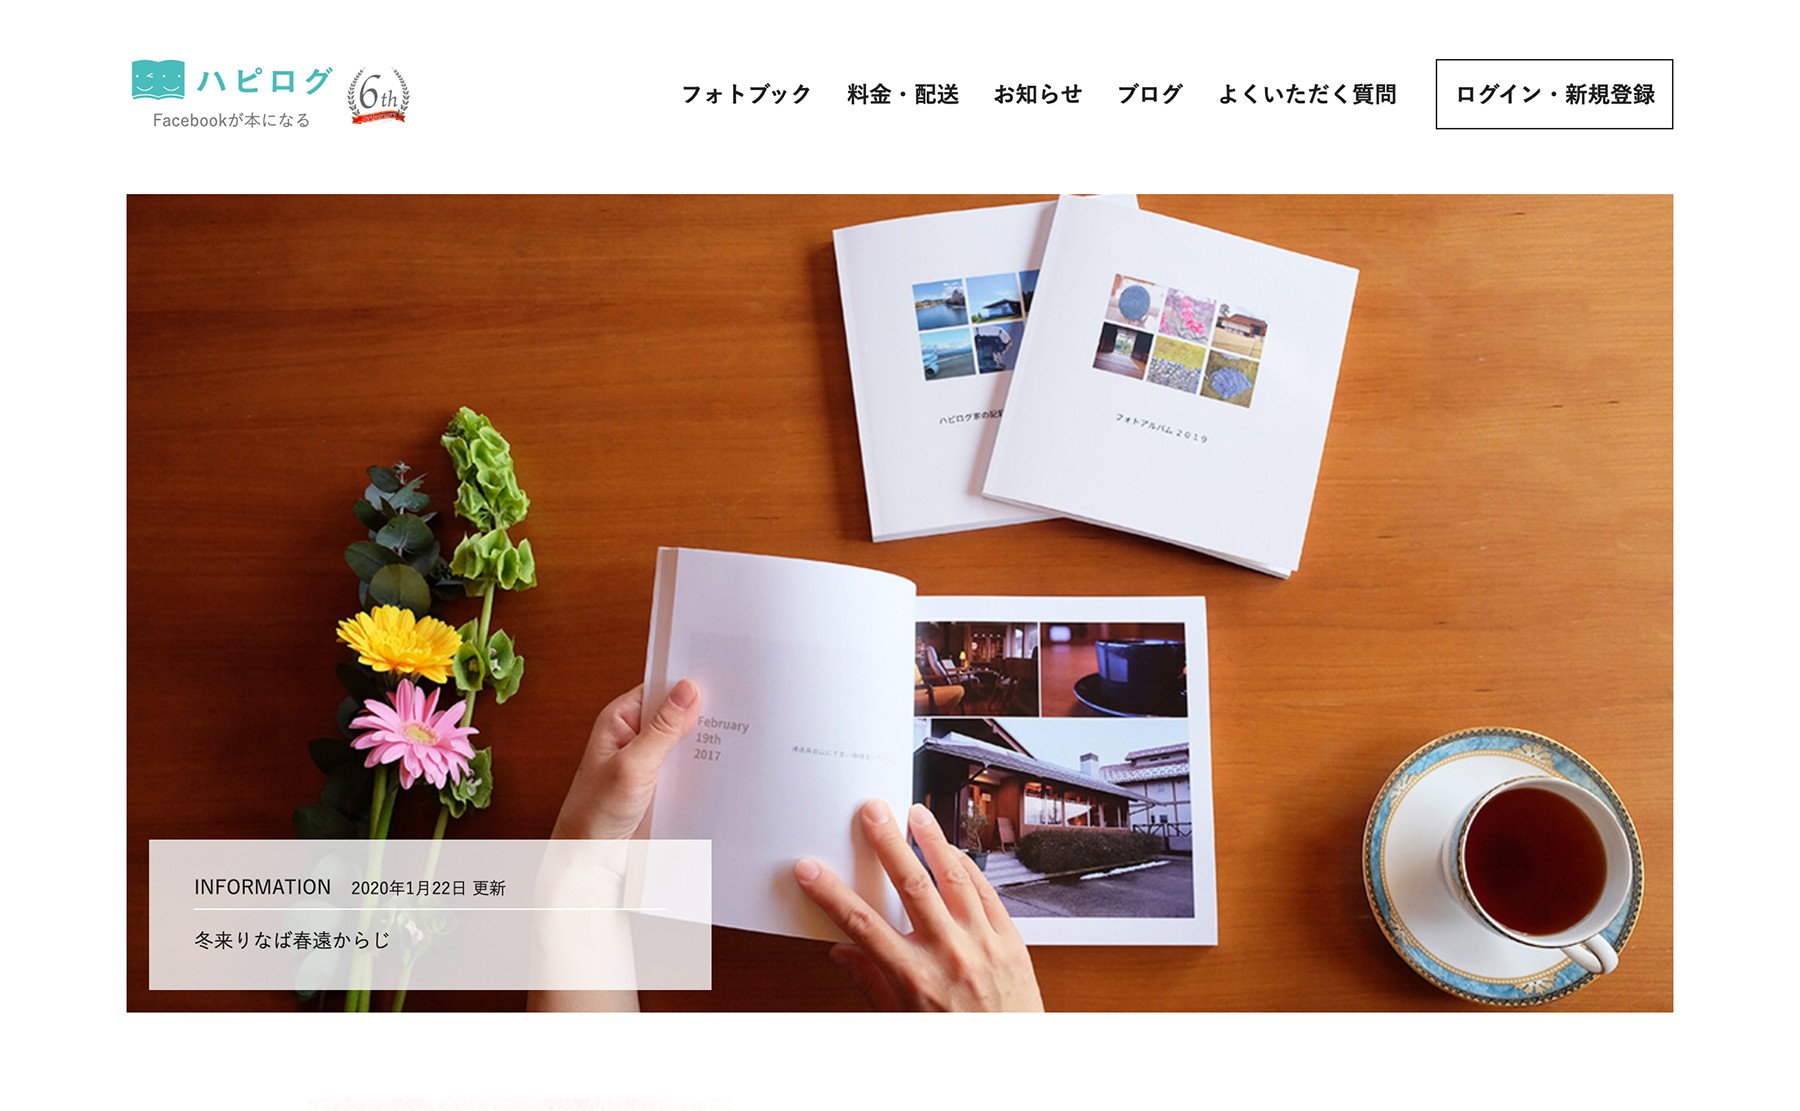 ハピログ
Facebookが本になる
6th
フォトブック
料金・配送
お知らせ
ブログ
よくいただく質問
ログイン・新規登録
ハピログ家の記
フォトアルバム 2019
February
19th
2017
INFORMATION 2020年1月22日 更新
冬来りなば春遠からじ